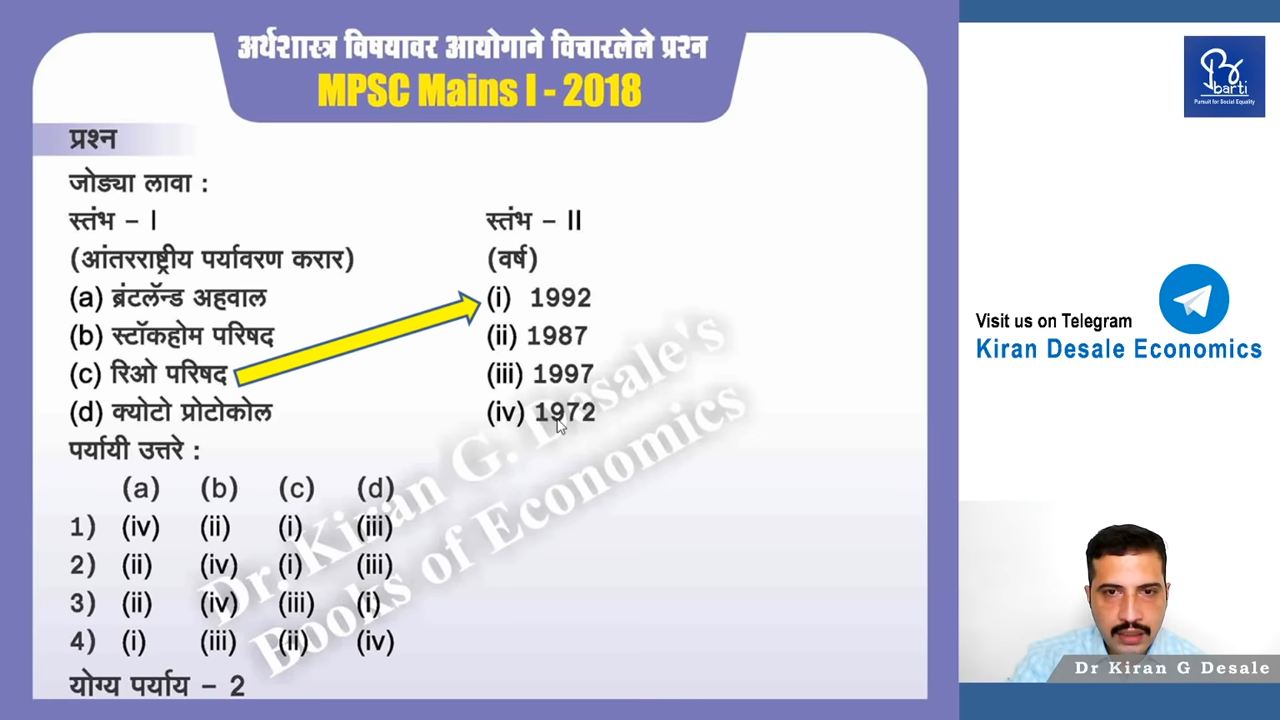 अर्थशास्त्र विषयावर आयोगाने विचारलेले प्रश्न
MPSC Mains I - 2018
प्रश्न
जोड्या लावा :
स्तंभ – I स्तंभ – II
(आंतरराष्ट्रीय पर्यावरण करार) (वर्ष)
(a) ब्रंटलॅन्ड अहवाल (i) 1992
(b) स्टॉकहोम परिषद (ii) 1987
(c) रिओ परिषद (iii) 1997
(d) क्योटो प्रोटोकोल (iv) 1972
पर्यायी उत्तरे :
(a) (b) (c) (d)
1) (iv) (ii) (i) (iii)
2) (ii) (iv) (i) (iii)
3) (ii) (iv) (iii) (i)
4) (i) (iii) (ii) (iv)
योग्य पर्याय – 2
Dr. Kiran G. Desale's
Books of Economics
barti
Pursuit for Social Equality
Visit us on Telegram
Kiran Desale Economics
Dr Kiran G Desale